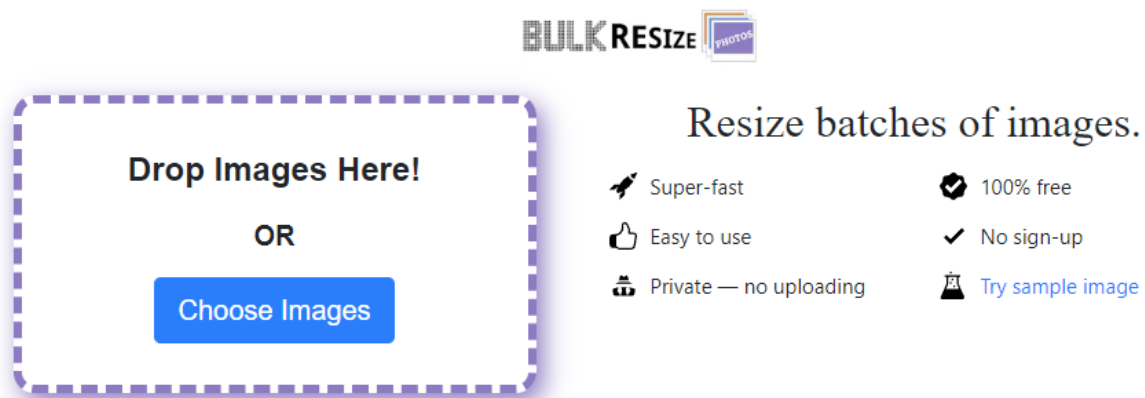 BULK RESIZE PHOTOS
Drop Images Here!
OR
Choose Images
Resize batches of images.
Super-fast
100% free
Easy to use
No sign-up
Private — no uploading
Try sample image